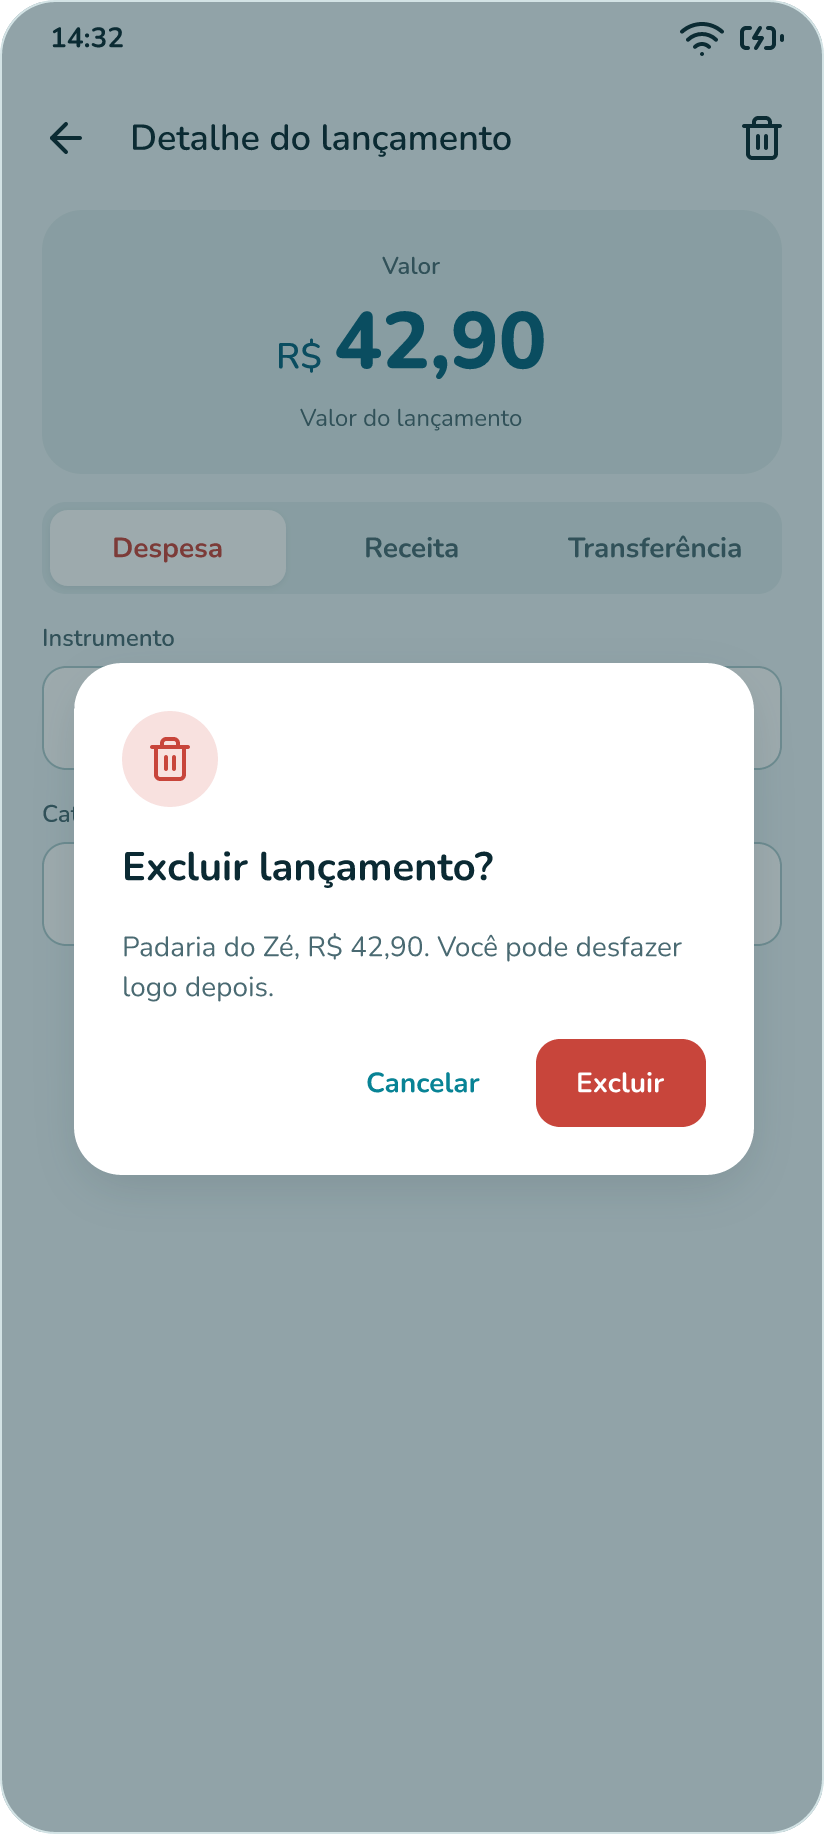 14:32
Detalhe do lançamento
Valor
R$ 42,90
Valor do lançamento
Despesa Receita Transferência
Instrumento
Excluir lançamento?
Padaria do Zé, R$ 42,90. Você pode desfazer
logo depois.
Cancelar Excluir